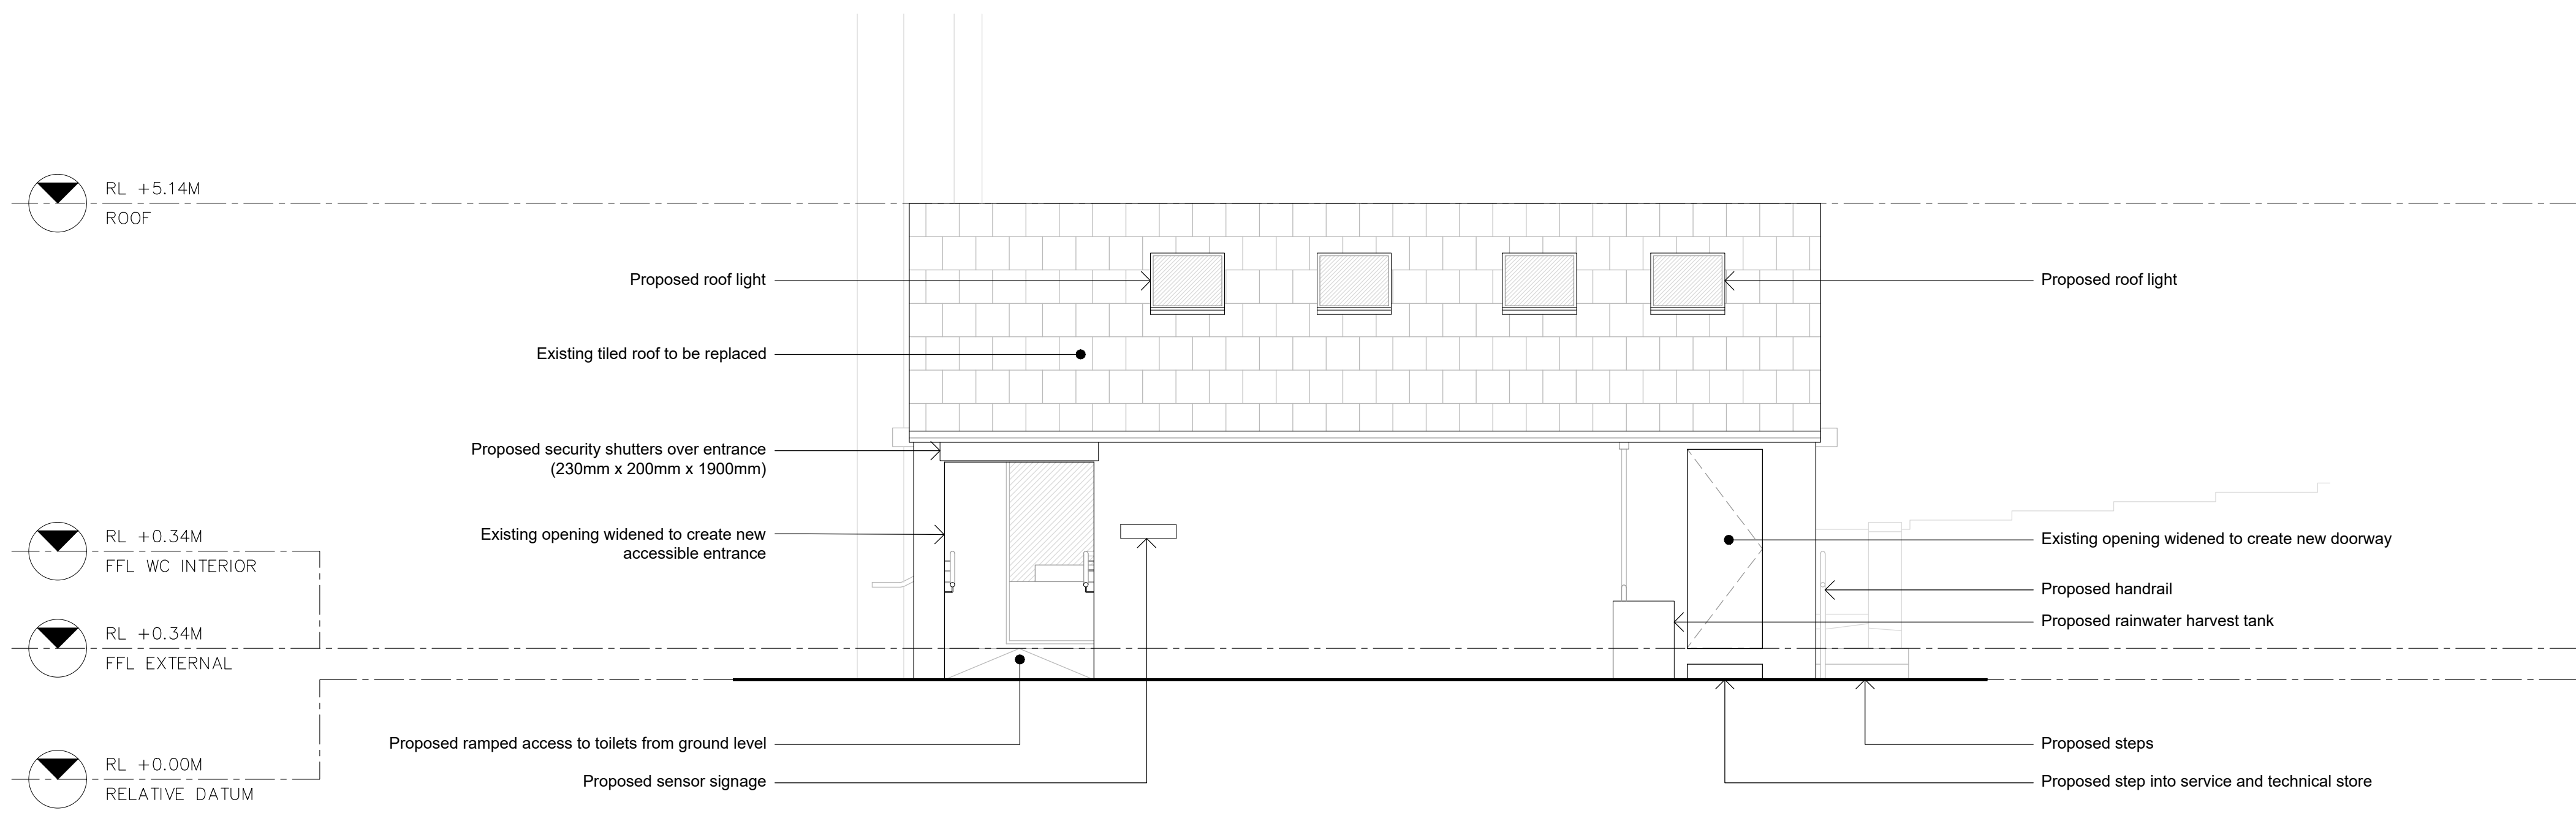 RL +5.14M
ROOF
Proposed roof light
Proposed roof light
Existing tiled roof to be replaced
Proposed security shutters over entrance
(230mm x 200mm x 1900mm)
RL +0.34M
FFL WC INTERIOR
Existing opening widened to create new
accessible entrance
Existing opening widened to create new doorway
Proposed handrail
Proposed rainwater harvest tank
RL +0.34M
FFL EXTERNAL
Proposed ramped access to toilets from ground level
Proposed steps
RL +0.00M
RELATIVE DATUM
Proposed sensor signage
Proposed step into service and technical store